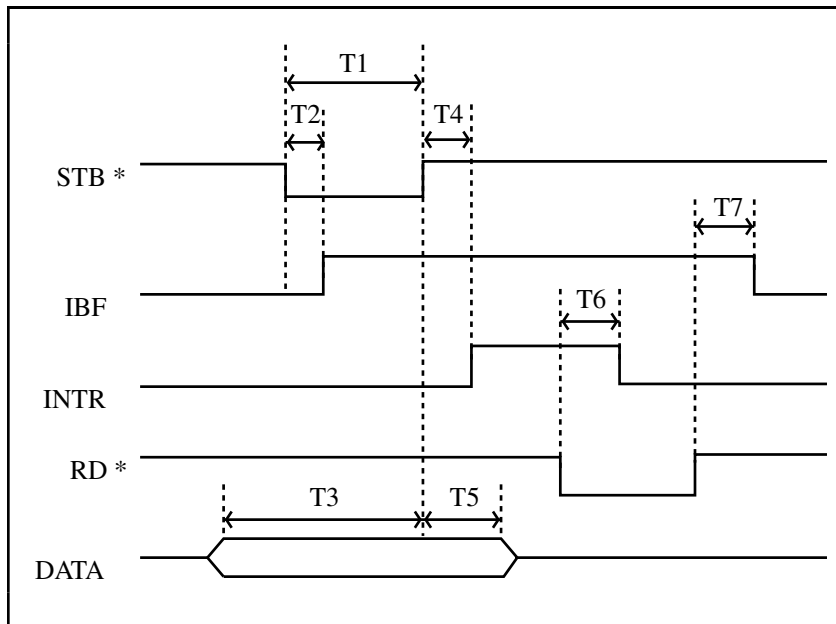 T1
T2
T4
STB *
T7
IBF
T6
INTR
RD *
T3
T5
DATA